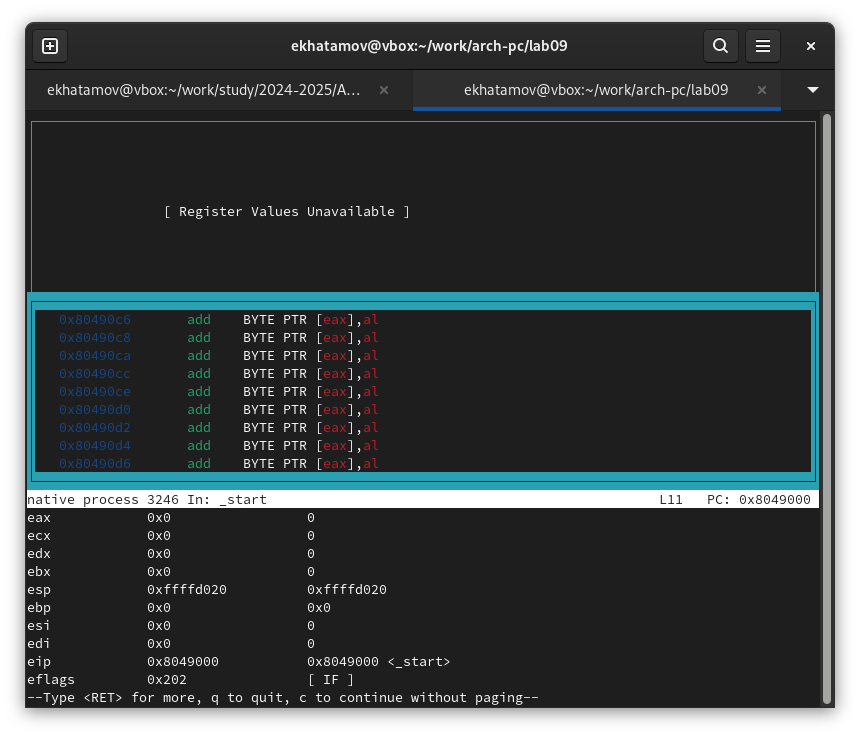 ekhatamov@vbox:~/work/arch-pc/lab09
ekhatamov@vbox:~/work/study/2024-2025/A... ekhatamov@vbox:~/work/arch-pc/lab09
[ Register Values Unavailable ]
0x80490c6 add BYTE PTR [eax],al
0x80490c8 add BYTE PTR [eax],al
0x80490ca add BYTE PTR [eax],al
0x80490cc add BYTE PTR [eax],al
0x80490ce add BYTE PTR [eax],al
0x80490d0 add BYTE PTR [eax],al
0x80490d2 add BYTE PTR [eax],al
0x80490d4 add BYTE PTR [eax],al
0x80490d6 add BYTE PTR [eax],al
native process 3246 In: _start L11 PC: 0x8049000
eax 0x0 0
ecx 0x0 0
edx 0x0 0
ebx 0x0 0
esp 0xffffd020 0xffffd020
ebp 0x0 0x0
esi 0x0 0
edi 0x0 0
eip 0x8049000 0x8049000 <_start>
eflags 0x202 [ IF ]
--Type <RET> for more, q to quit, c to continue without paging--